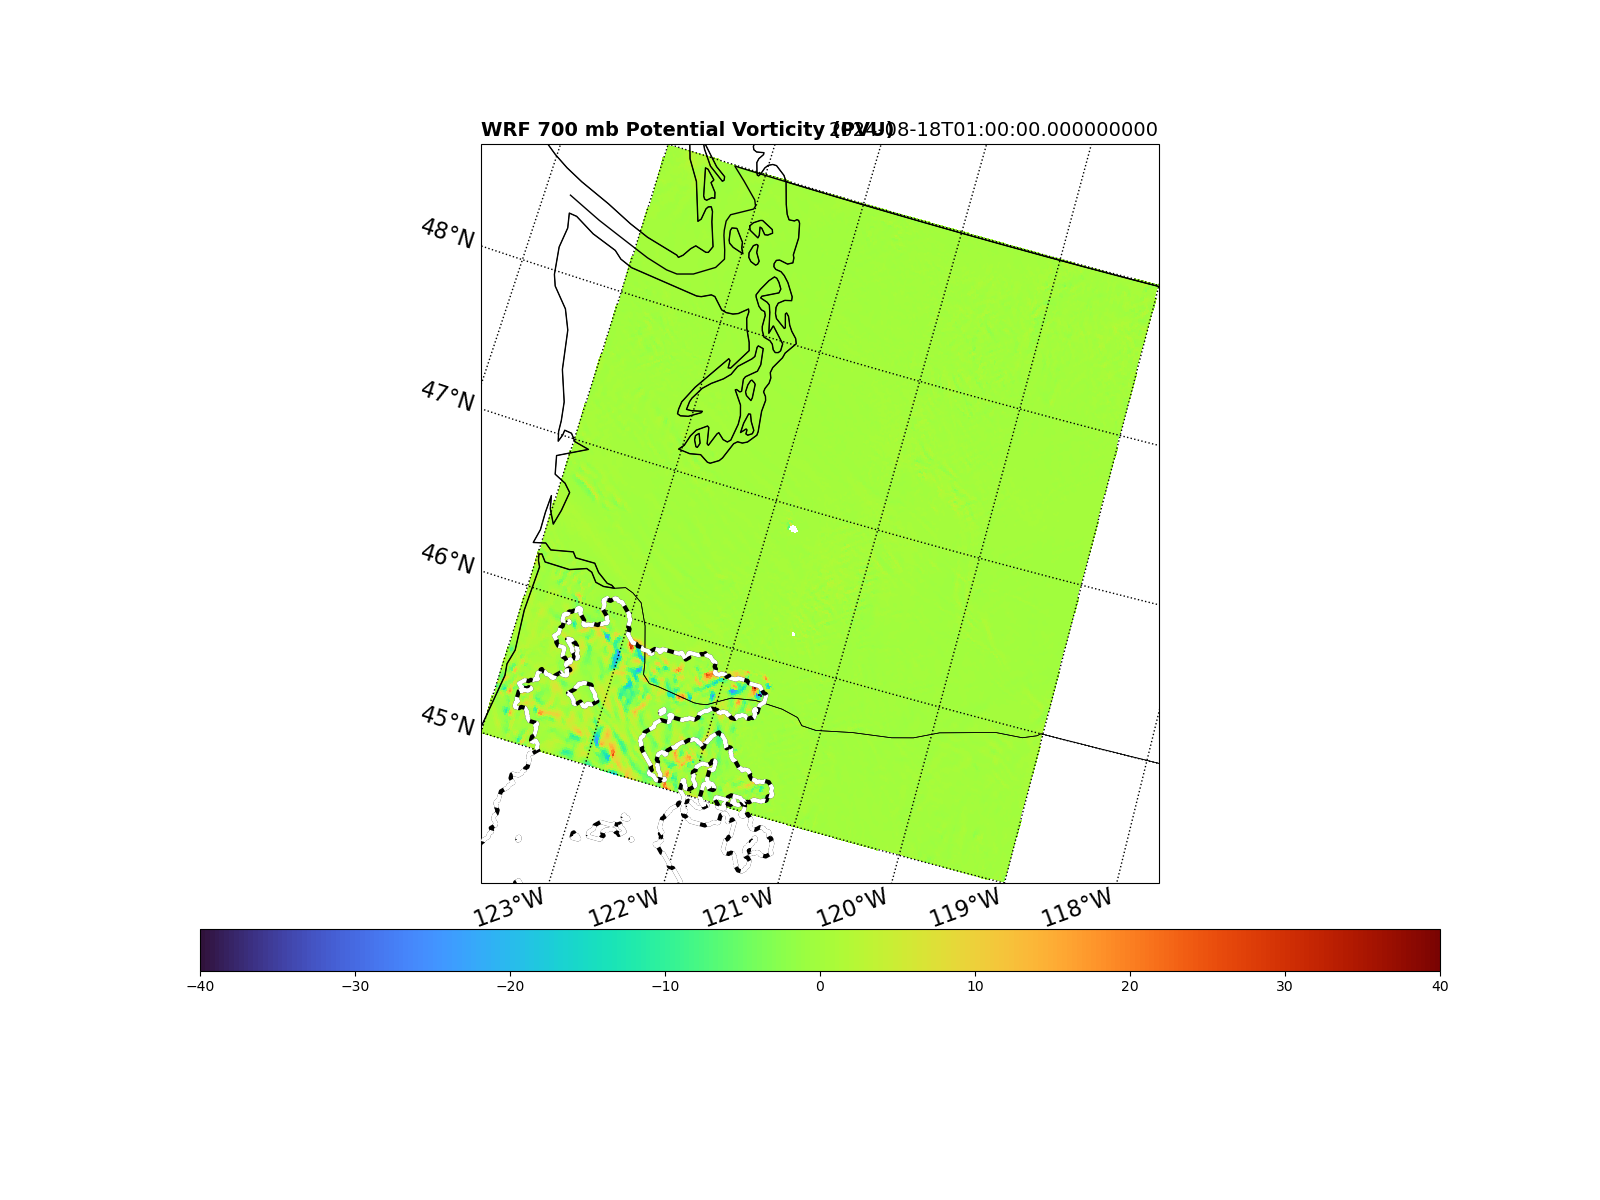 WRF 700 mb Potential Vorticity (PVU)
2024-08-18T01:00:00.000000000
48°N
47°N
46°N
45°N
123°W 122°W 121°W 120°W 119°W 118°W
−40 −30 −20 −10 0 10 20 30 40